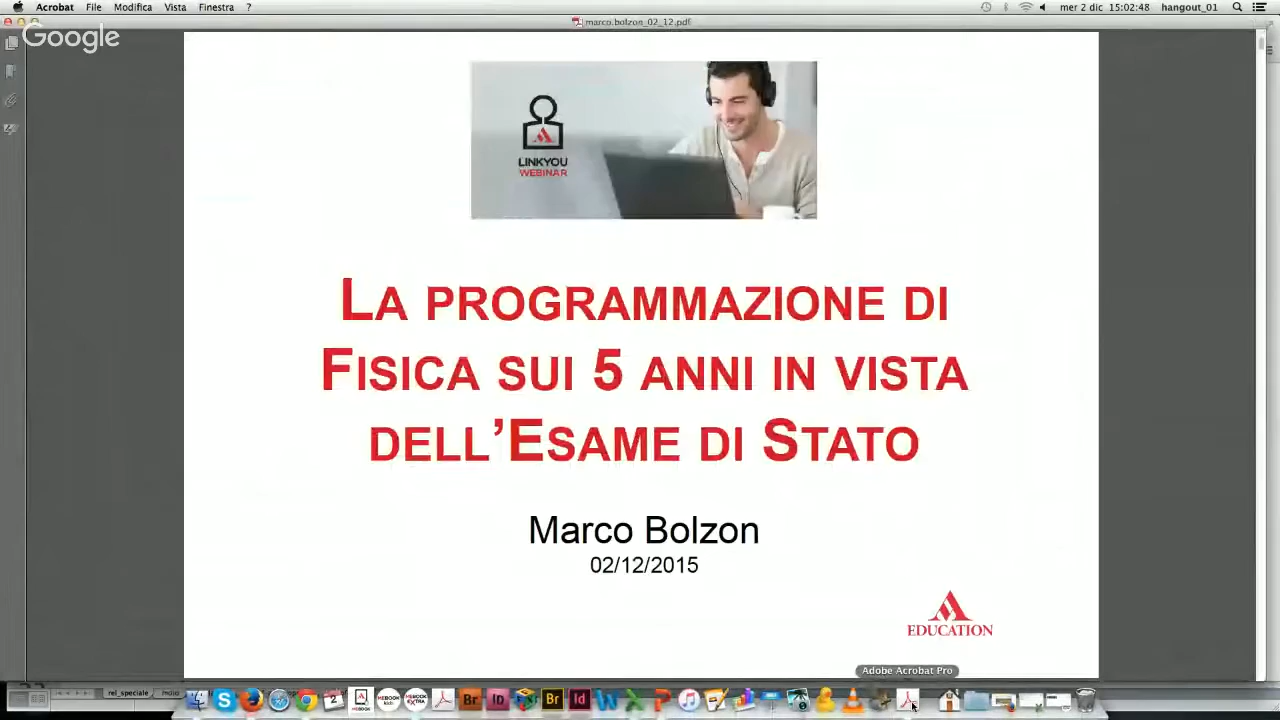 Acrobat File Modifica Vista Finestra ?
mer 2 dic 15:02:48 hangout_01
marco.bolzon_02_12.pdf
Google
LINKYOU
WEBINAR
LA PROGRAMMAZIONE DI
FISICA SUI 5 ANNI IN VISTA
DELL'ESAME DI STATO
Marco Bolzon
02/12/2015
EDUCATION
Adobe Acrobat Pro
rel_speciale